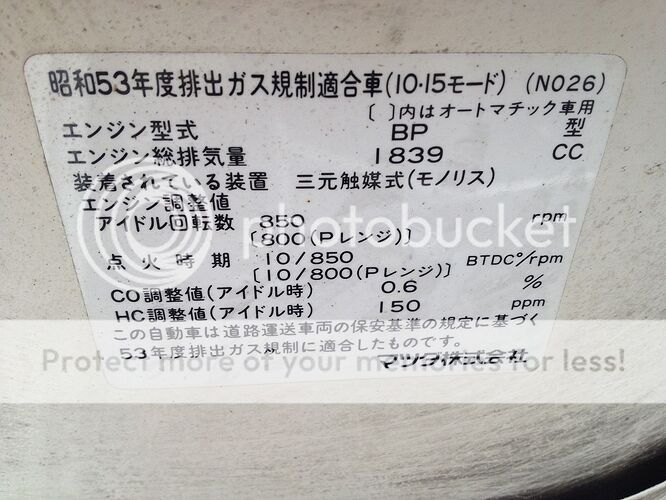 昭和53年度排出ガス規制適合車(10·15モード) (N026)
〔 〕内はオートマチック車用
エンジン型式 BP 型
エンジン総排気量 1839 CC
装着されている装置 三元触媒式(モノリス)
エンジン調整値
アイドル回転数 850 rpm
〔800(Pレンジ)〕
点火時期 10/850 BTDC°/rpm
〔10/800(Pレンジ)〕
CO調整値(アイドル時) 0.6 %
HC調整値(アイドル時) 150 ppm
この自動車は道路運送車両の保安基準の規定に基づく
53年度排出ガス規制に適合したものです。 マツダ株式会社
photobucket
Protect more of your memories for less!